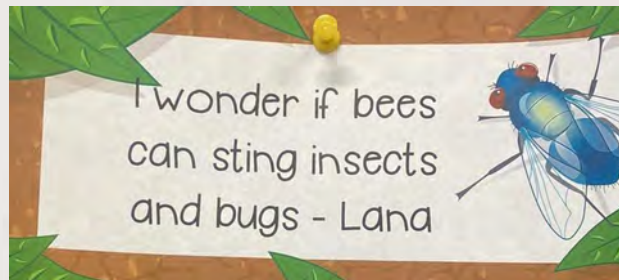 I wonder if bees
can sting insects
and bugs - Lana